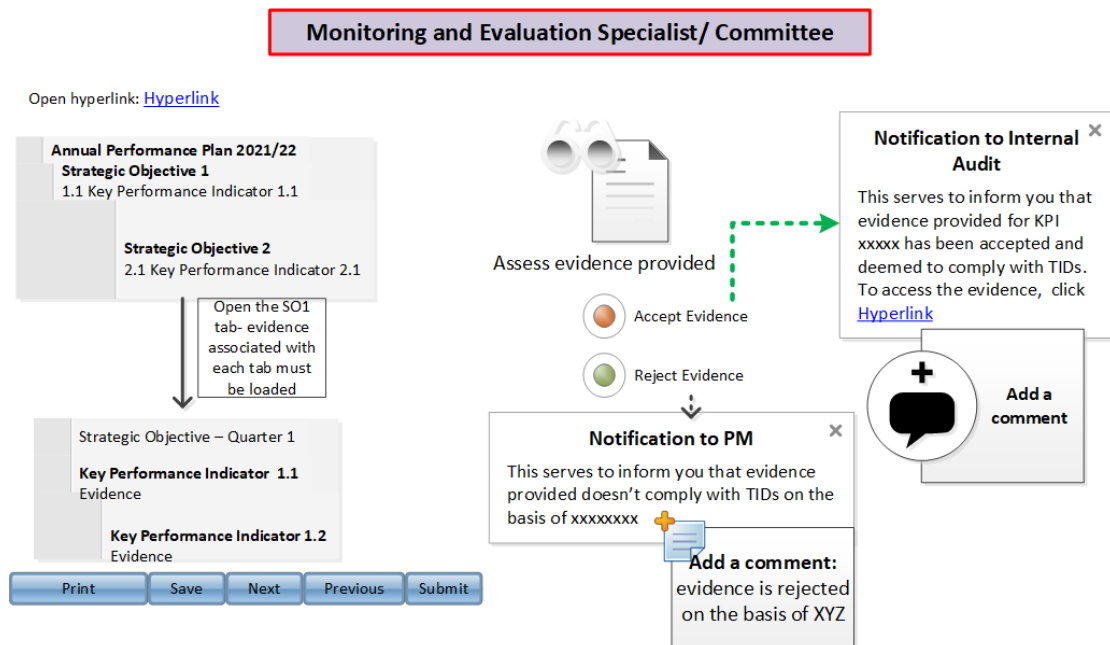 Monitoring and Evaluation Specialist/ Committee
Open hyperlink: Hyperlink
Annual Performance Plan 2021/22
Strategic Objective 1
1.1 Key Performance Indicator 1.1
Strategic Objective 2
2.1 Key Performance Indicator 2.1
Open the SO1
tab- evidence
associated with
each tab must
be loaded
Strategic Objective – Quarter 1
Key Performance Indicator 1.1
Evidence
Key Performance Indicator 1.2
Evidence
Print Save Next Previous Submit
Assess evidence provided
Accept Evidence
Reject Evidence
Notification to PM
This serves to inform you that evidence
provided doesn’t comply with TIDs on the
basis of xxxxxxxx
Add a comment:
evidence is rejected
on the basis of XYZ
Notification to Internal
Audit
This serves to inform you that
evidence provided for KPI
xxxxx has been accepted and
deemed to comply with TIDs.
To access the evidence, click
Hyperlink
Add a
comment